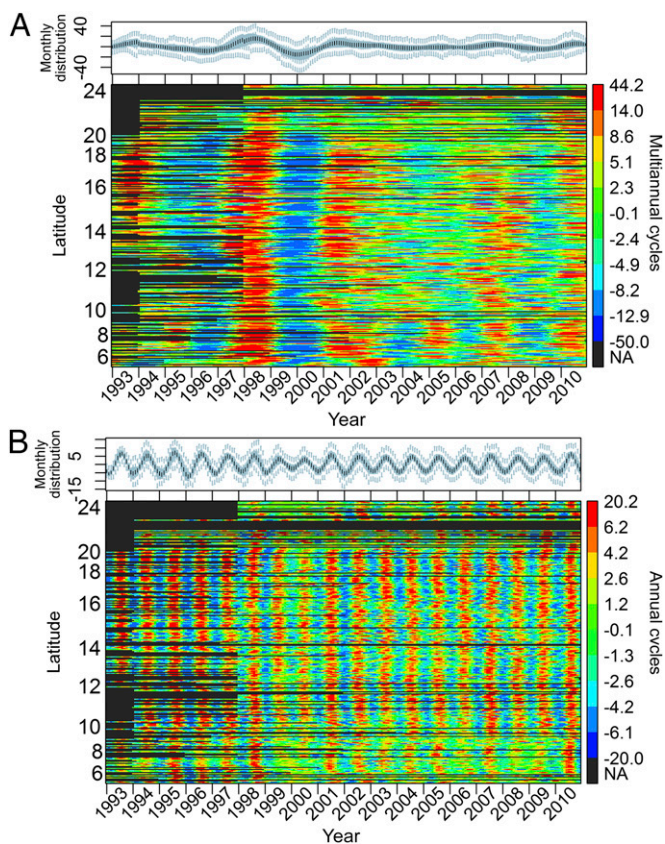 A
Monthly
distribution
40
-40
Latitude
24
20
18
16
14
12
10
8
6
1993 1994 1995 1996 1997 1998 1999 2000 2001 2002 2003 2004 2005 2006 2007 2008 2009 2010
Year
44.2
14.0
8.6
5.1
2.3
-0.1
-2.4
-4.9
-8.2
-12.9
-50.0
NA
Multiannual cycles
B
Monthly
distribution
5
-15
Latitude
24
20
18
16
14
12
10
8
6
1993 1994 1995 1996 1997 1998 1999 2000 2001 2002 2003 2004 2005 2006 2007 2008 2009 2010
Year
20.2
6.2
4.2
2.6
1.2
-0.1
-1.3
-2.6
-4.2
-6.1
-20.0
NA
Annual cycles